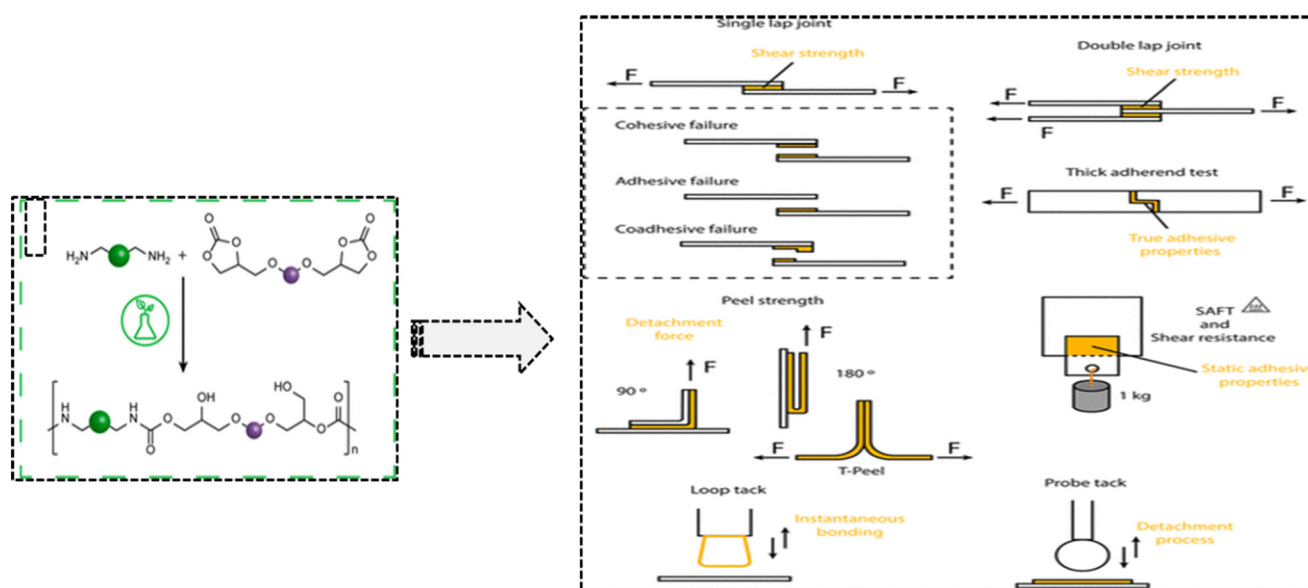 H₂N
NH₂
+
O
O
O
O
O
O
O
O
H
N
H
N
O
O
OH
O
O
HO
O
O
n
Single lap joint
Shear strength
F
F
Cohesive failure
Adhesive failure
Coadhesive failure
Double lap joint
Shear strength
F
F
F
Thick adherend test
F
F
True adhesive
properties
Peel strength
Detachment
force
F
90 º
F
180 º
F
F
T-Peel
SAFT
and
Shear resistance
Static adhesive
properties
1 kg
Loop tack
Instantaneous
bonding
Probe tack
Detachment
process